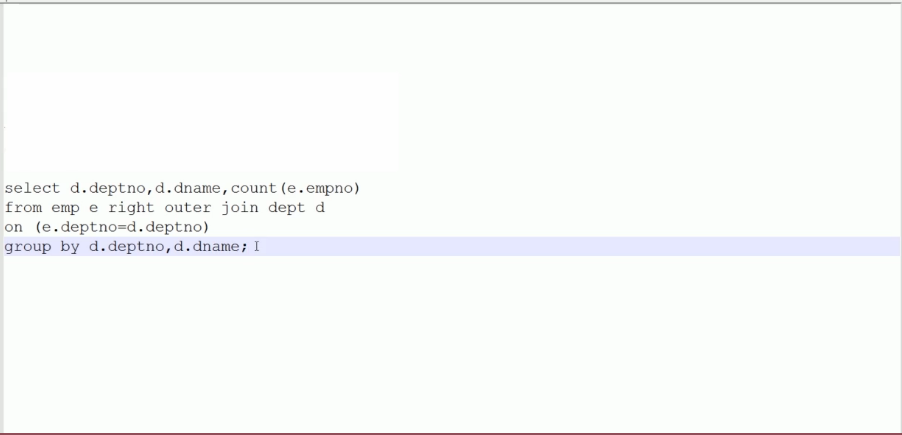 select d.deptno,d.dname,count(e.empno)
from emp e right outer join dept d
on (e.deptno=d.deptno)
group by d.deptno,d.dname;